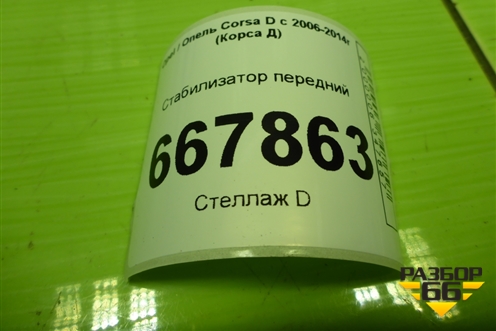 Опель Corsa D с 2006-2014г
(Корса Д)
Стабилизатор передний
667863
Стеллаж D
РАЗБОР
66